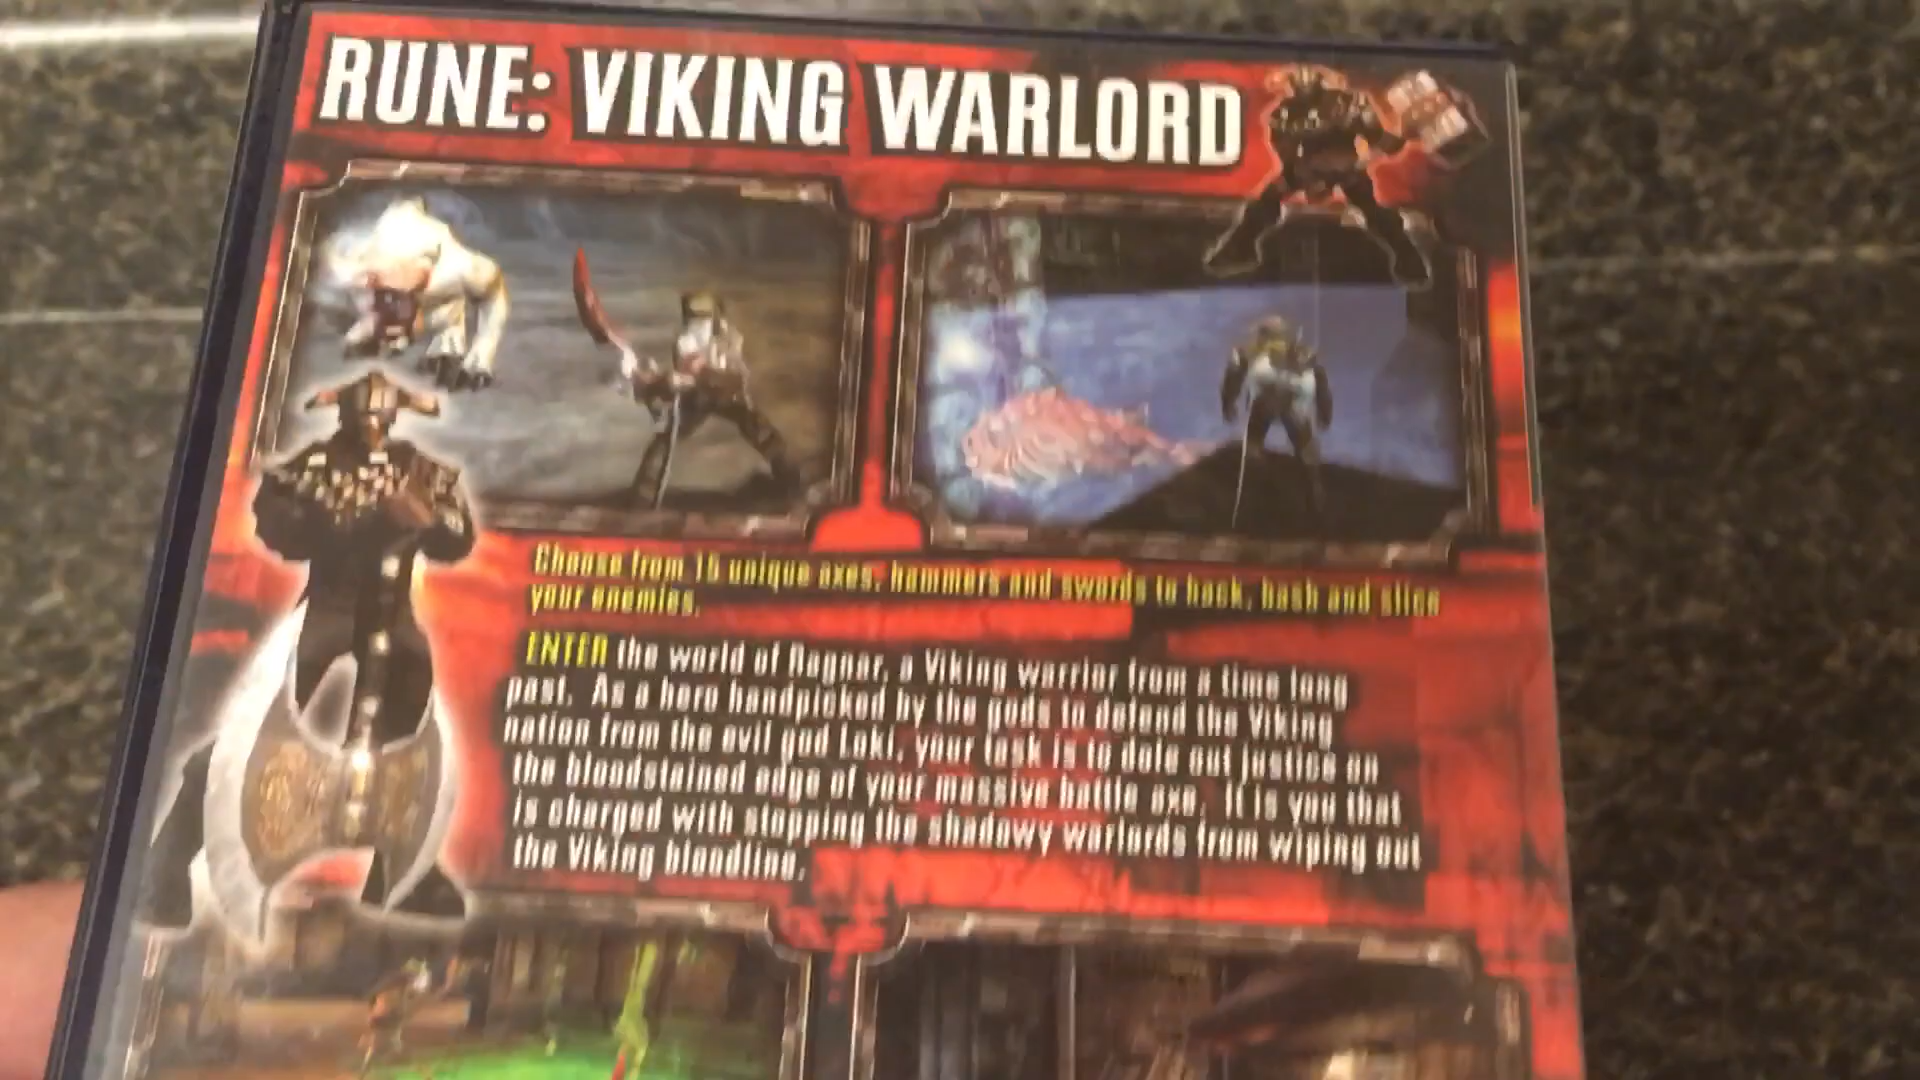 RUNE: VIKING WARLORD
Choose from 15 unique axes, hammers and swords to hack, bash and slice
your enemies.
ENTER the world of Ragnar, a Viking warrior from a time long
past. As a hero handpicked by the gods to defend the Viking
nation from the evil god Loki, your task is to dole out justice on
the bloodstained edge of your massive battle axe. It is you that
is charged with stopping the shadowy warlords from wiping out
the Viking bloodline.